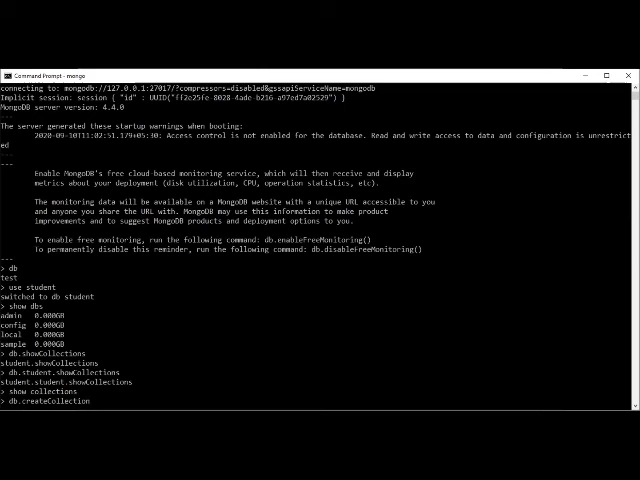 Command Prompt - mongo
connecting to: mongodb://127.0.0.1:27017/?compressors=disabled&gssapiServiceName=mongodb
Implicit session: session { "id" : UUID("ff2e25fe-8028-4ade-b216-a97ed7a02529") }
MongoDB server version: 4.4.0
---
The server generated these startup warnings when booting:
2020-09-10T11:02:51.179+05:30: Access control is not enabled for the database. Read and write access to data and configuration is unrestrict
ed
---
---
Enable MongoDB's free cloud-based monitoring service, which will then receive and display
metrics about your deployment (disk utilization, CPU, operation statistics, etc).
The monitoring data will be available on a MongoDB website with a unique URL accessible to you
and anyone you share the URL with. MongoDB may use this information to make product
improvements and to suggest MongoDB products and deployment options to you.
To enable free monitoring, run the following command: db.enableFreeMonitoring()
To permanently disable this reminder, run the following command: db.disableFreeMonitoring()
---
> db
test
> use student
switched to db student
> show dbs
admin   0.000GB
config  0.000GB
local   0.000GB
sample  0.000GB
> db.showCollections
student.showCollections
> db.student.showCollections
student.student.showCollections
> show collections
> db.createCollection